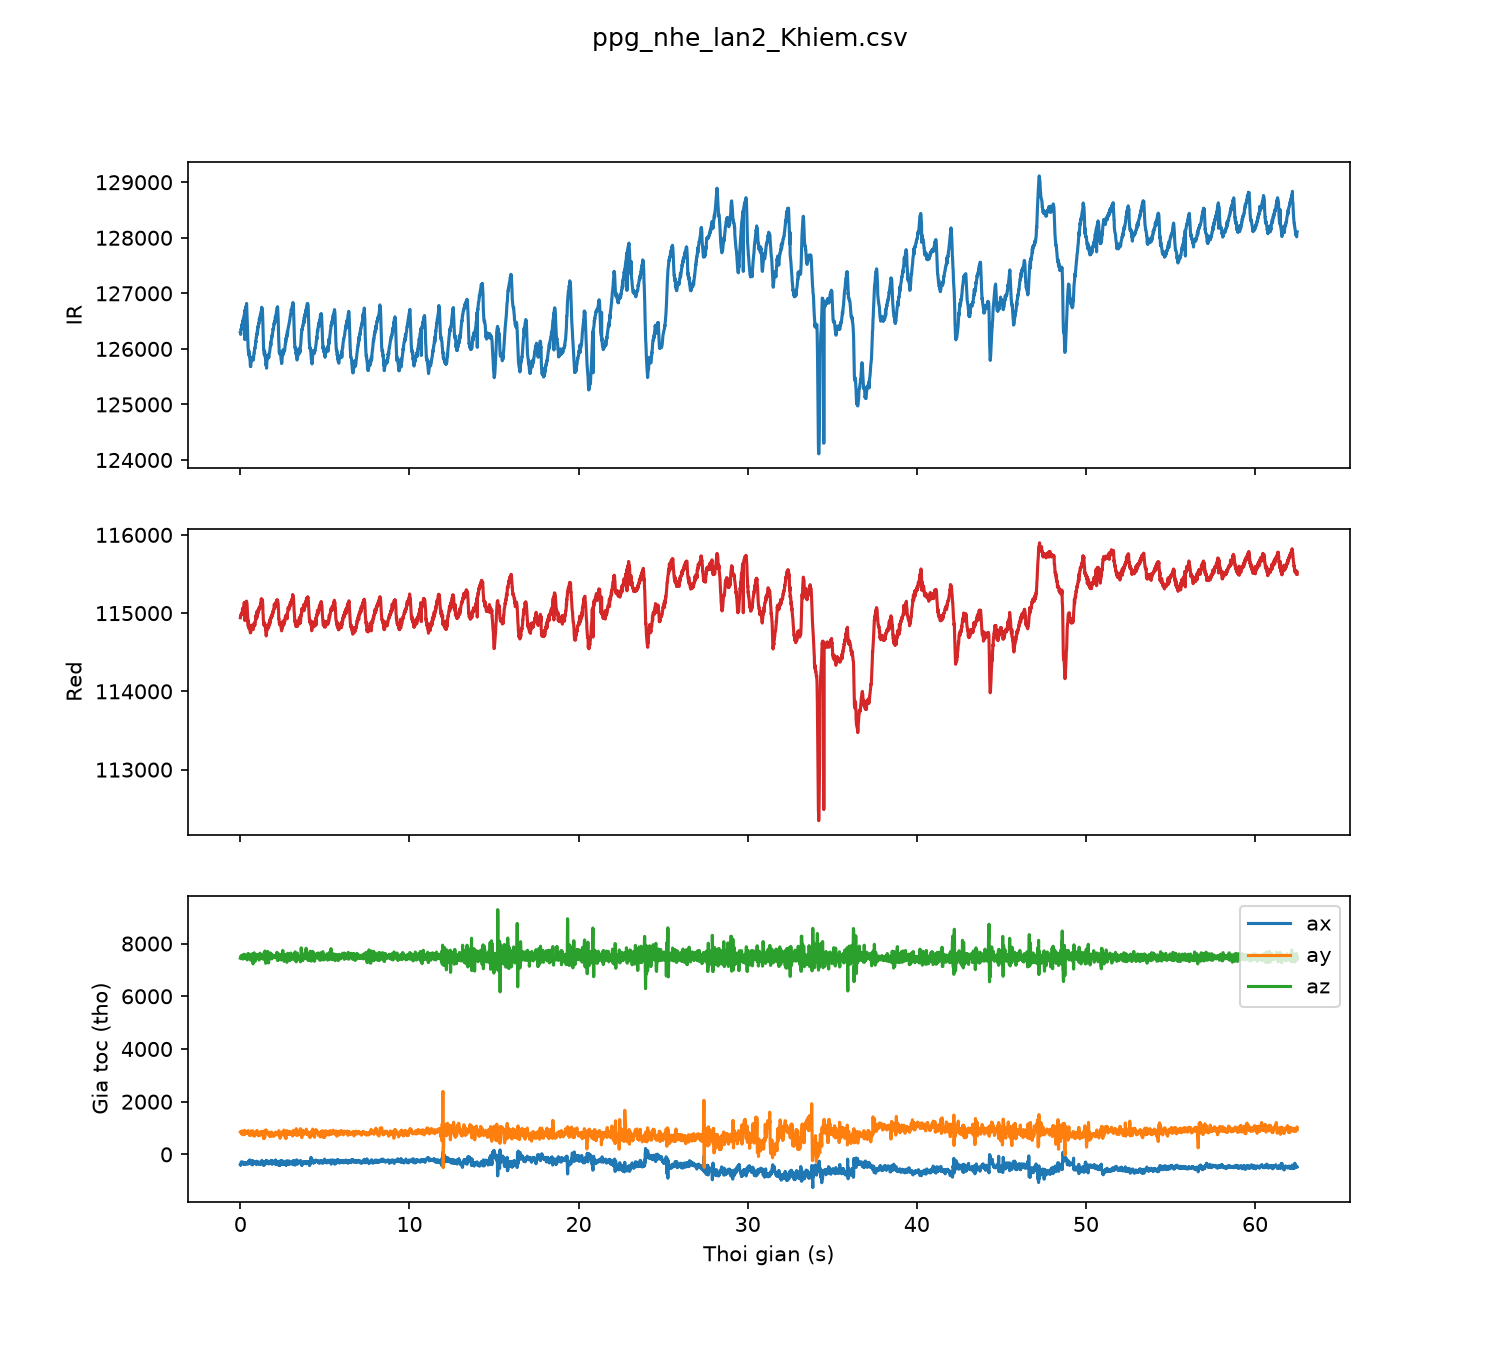 ppg_nhe_lan2_Khiem.csv
129000
128000
127000
126000
125000
124000
IR
116000
115000
114000
113000
Red
8000
6000
4000
2000
0
Gia toc (tho)
ax
ay
az
0 10 20 30 40 50 60
Thoi gian (s)